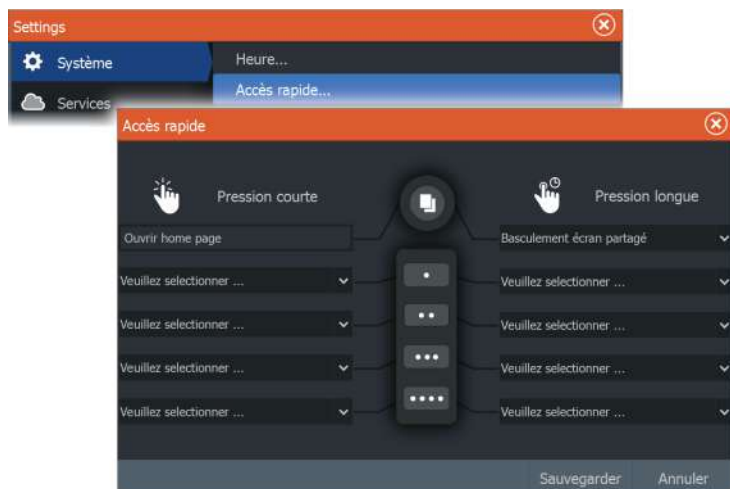 Settings
Système
Heure...
Accès rapide...
Services
Accès rapide
Pression courte
Pression longue
Ouvrir home page
Basculement écran partagé
Veuillez selectionner ...
Veuillez selectionner ...
Veuillez selectionner ...
Veuillez selectionner ...
Veuillez selectionner ...
Veuillez selectionner ...
Veuillez selectionner ...
Veuillez selectionner ...
Sauvegarder
Annuler